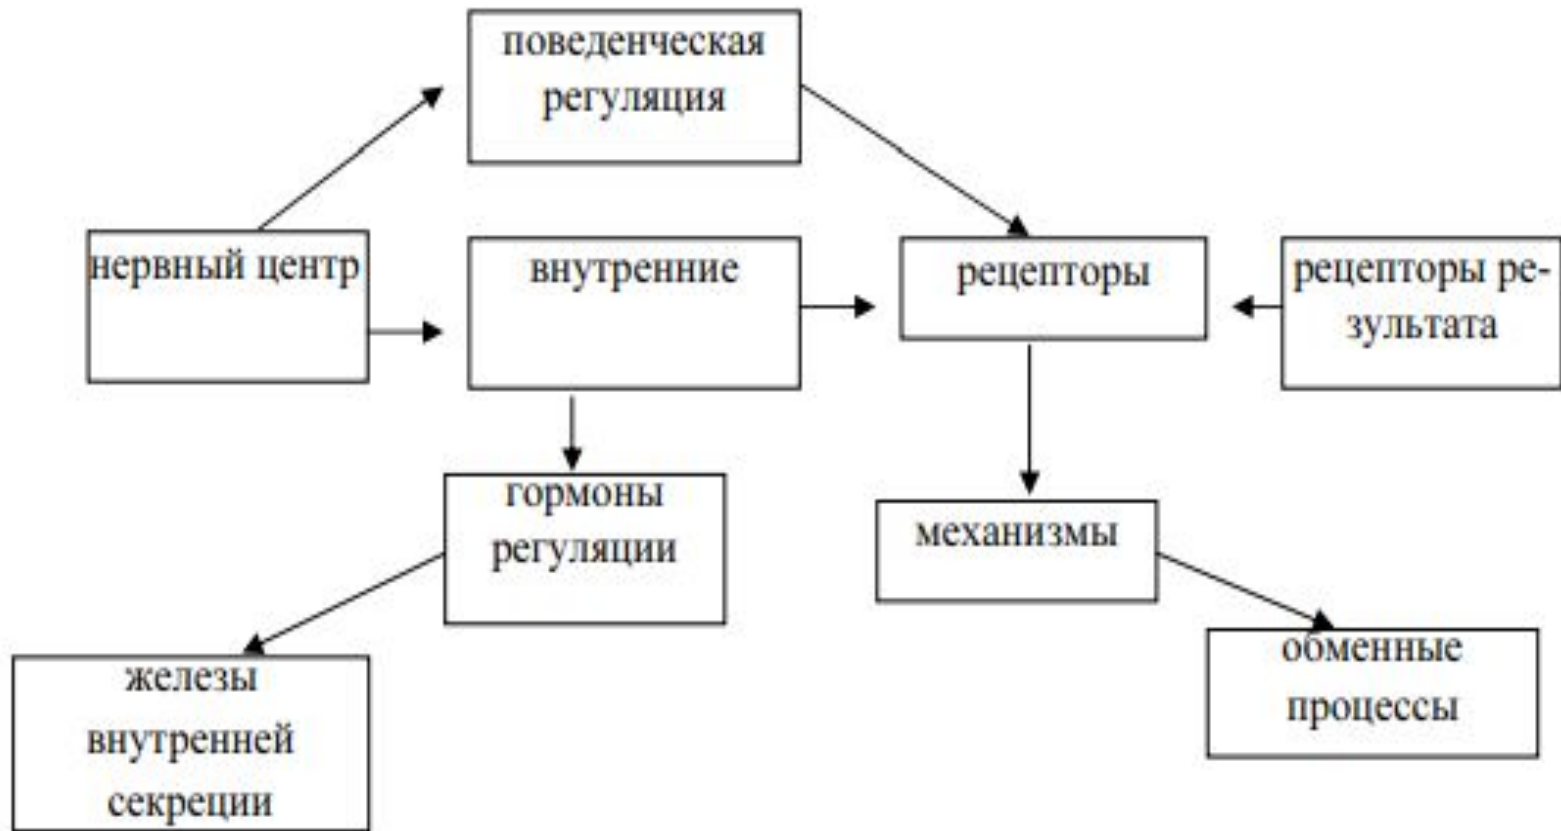 поведенческая
регуляция
нервный центр
внутренние
рецепторы
рецепторы ре-
зультата
гормоны
регуляции
механизмы
железы
внутренней
секреции
обменные
процессы